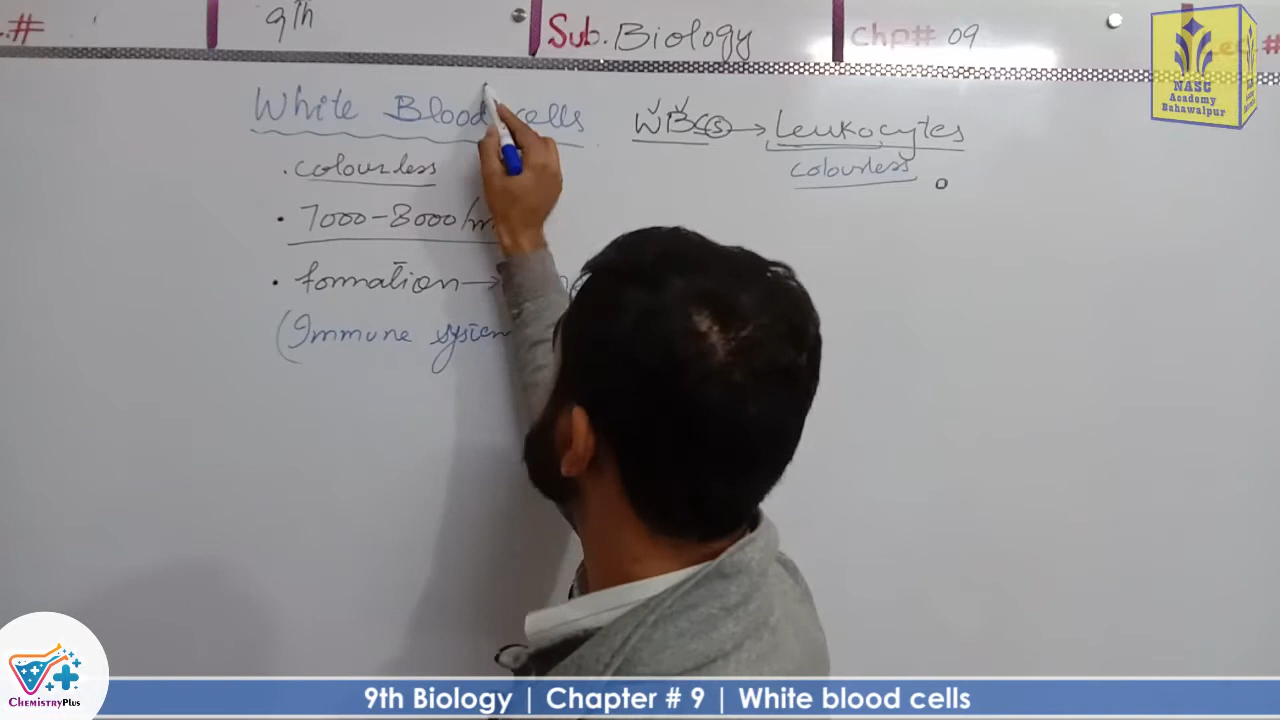 9th
Sub. Biology
Chp# 09
NASC
Academy
Bahawalpur
White Blood cells
WBCs → Leukocytes
colourless
. colourless
. 7000-8000/m
. formation →
(Immune system
ChemistryPlus
9th Biology | Chapter # 9 | White blood cells